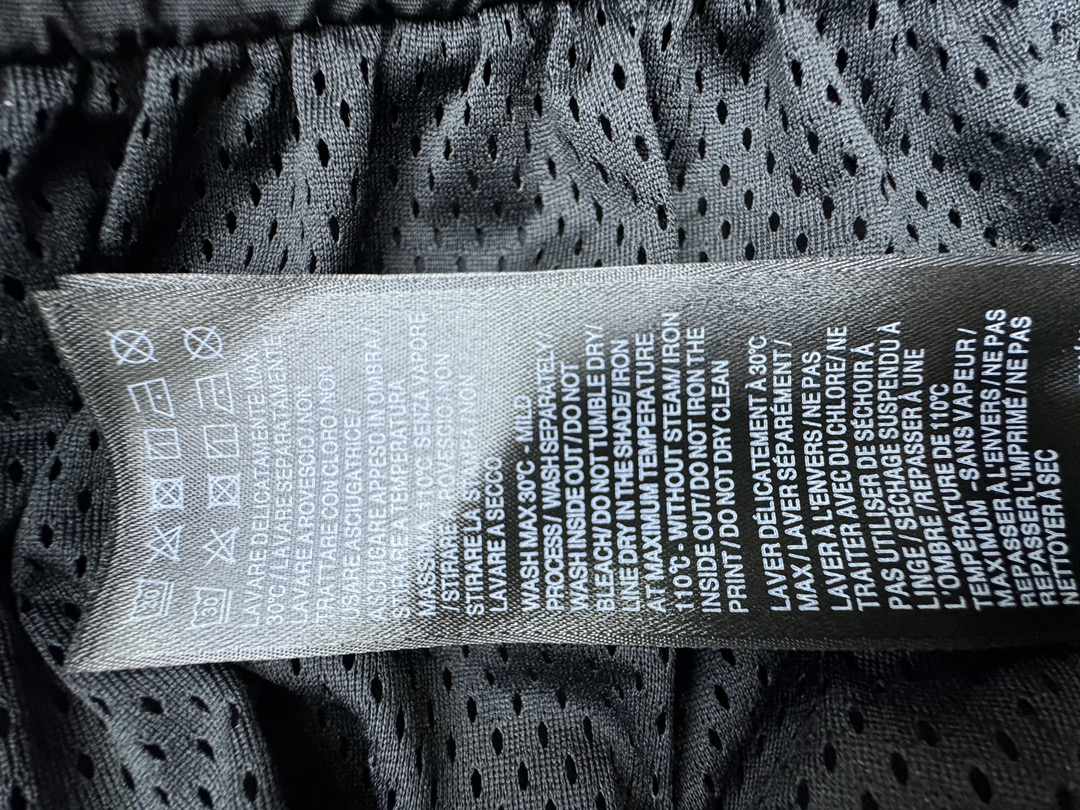 30
30
LAVARE DELICATAMENTE MAX
30°C / LAVARE SEPARATAMENTE
LAVARE A ROVESCIO / NON
TRATTARE CON CLORO / NON
USARE ASCIUGATRICE /
ASCIUGARE APPESO IN OMBRA /
STIRARE A TEMPERATURA
MASSIMA 110°C SENZA VAPORE
/ STIRARE A ROVESCIO / NON
STIRARE LA STAMPA / NON
LAVARE A SECCO
WASH MAX 30°C - MILD
PROCESS / WASH SEPARATELY /
WASH INSIDE OUT / DO NOT
BLEACH / DO NOT TUMBLE DRY/
LINE DRY IN THE SHADE / IRON
AT MAXIMUM TEMPERATURE
110°C - WITHOUT STEAM / IRON
INSIDE OUT / DO NOT IRON THE
PRINT / DO NOT DRY CLEAN
LAVER DÉLICATEMENT À 30°C
MAX / LAVER SÉPARÉMENT /
LAVER À L'ENVERS / NE PAS
TRAITER AVEC DU CHLORE / NE
PAS UTILISER DE SÉCHOIR À
LINGE / SÉCHAGE SUSPENDU À
L'OMBRE / REPASSER À UNE
TEMPÉRATURE DE 110°C
MAXIMUM - SANS VAPEUR /
REPASSER À L'ENVERS / NE PAS
REPASSER L'IMPRIMÉ / NE PAS
NETTOYER À SEC